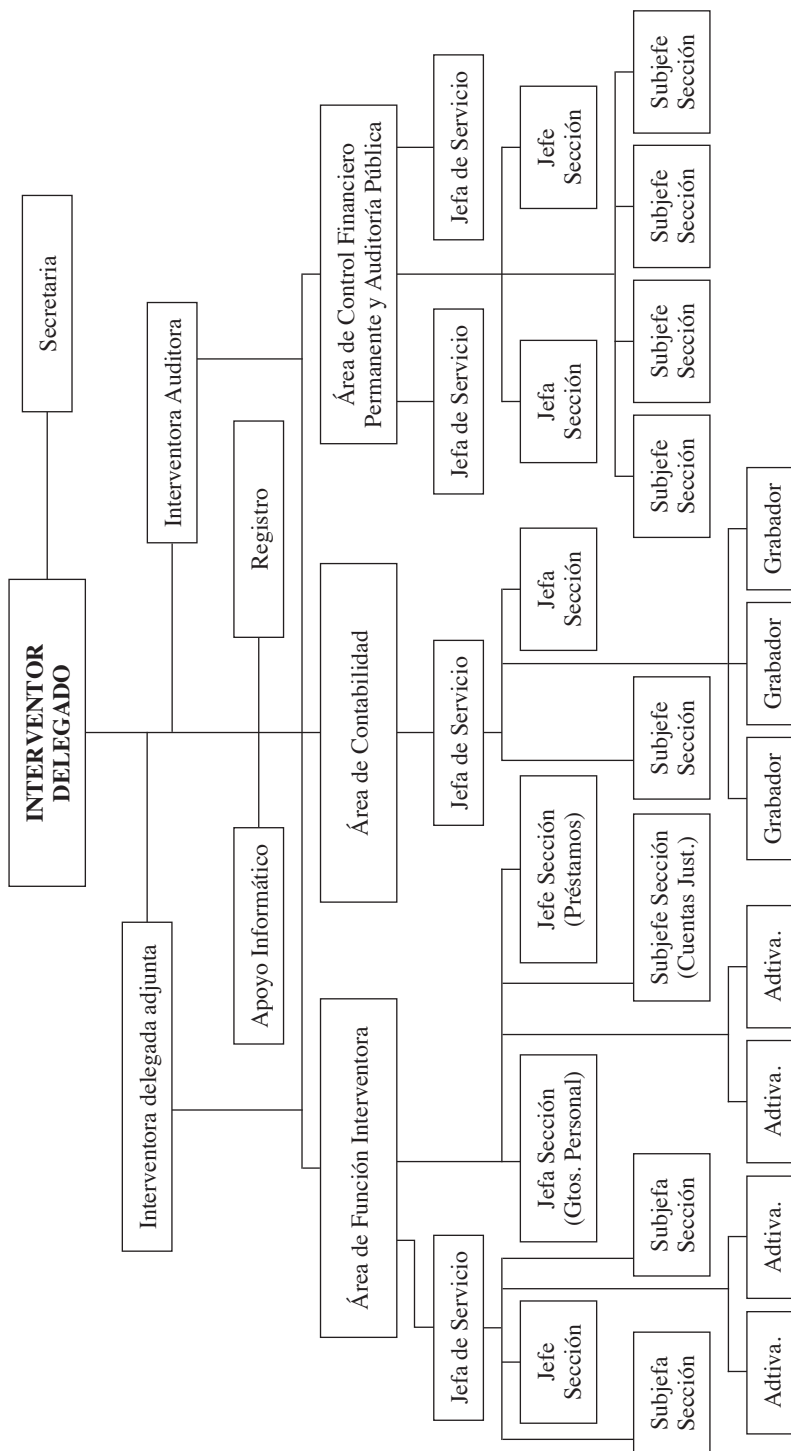 INTERVENTOR
DELEGADO
Secretaria
Interventora delegada adjunta
Interventora Auditora
Apoyo Informático
Registro
Área de Función Interventora
Área de Contabilidad
Área de Control Financiero
Permanente y Auditoría Pública
Jefa de Servicio
Jefa de Servicio
Jefa de Servicio
Jefa de Servicio
Jefe
Sección
Jefa Sección
(Gtos. Personal)
Jefe Sección
(Préstamos)
Jefa
Sección
Jefa
Sección
Jefe
Sección
Subjefa
Sección
Subjefa
Sección
Subjefe Sección
(Cuentas Just.)
Subjefe
Sección
Subjefe
Sección
Subjefe
Sección
Subjefe
Sección
Subjefe
Sección
Adtiva.
Adtiva.
Adtiva.
Adtiva.
Grabador
Grabador
Grabador